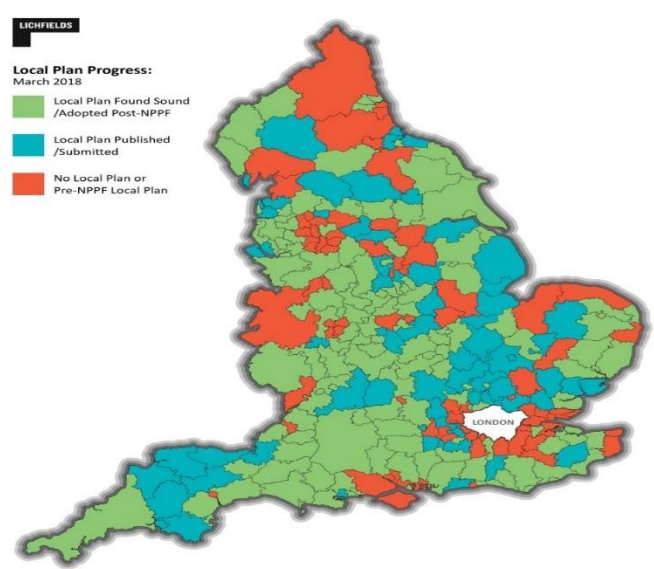 LICHFIELDS
Local Plan Progress:
March 2018
Local Plan Found Sound
/Adopted Post-NPPF
Local Plan Published
/Submitted
No Local Plan or
Pre-NPPF Local Plan
LONDON